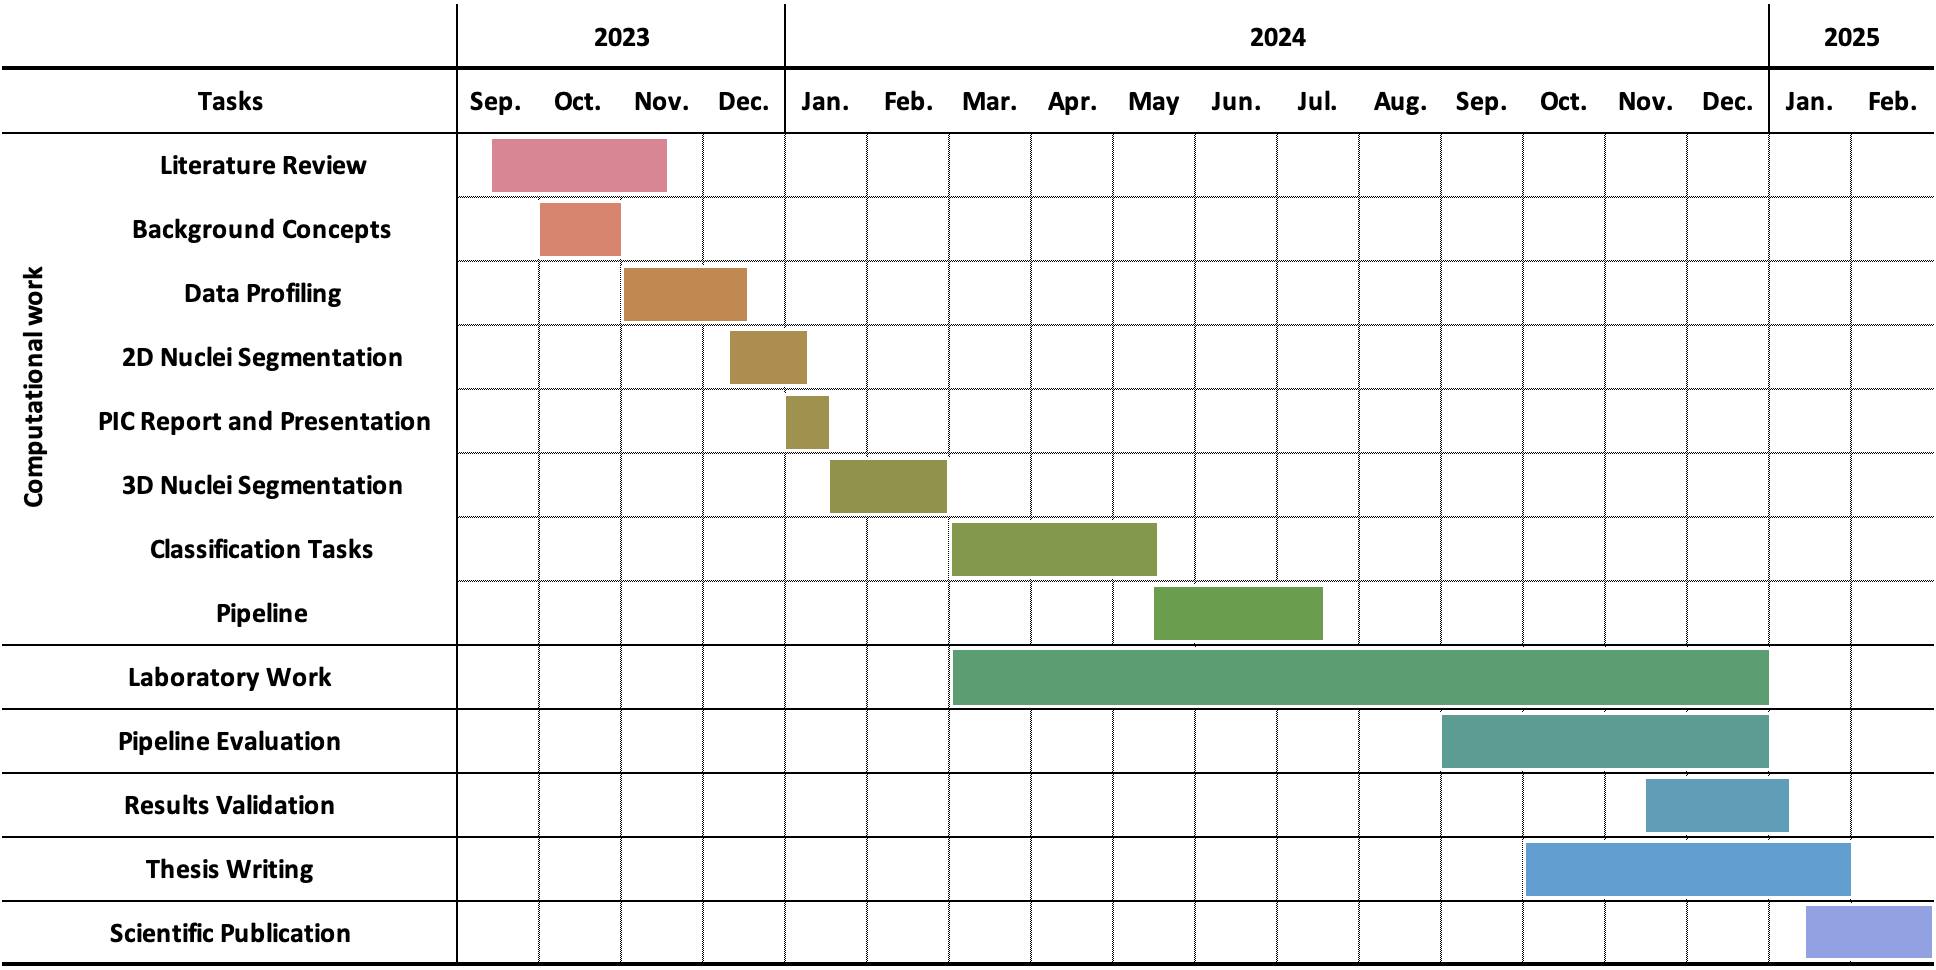 2023 2024 2025
Tasks Sep. Oct. Nov. Dec. Jan. Feb. Mar. Apr. May Jun. Jul. Aug. Sep. Oct. Nov. Dec. Jan. Feb.
Computational work
Literature Review
Background Concepts
Data Profiling
2D Nuclei Segmentation
PIC Report and Presentation
3D Nuclei Segmentation
Classification Tasks
Pipeline
Laboratory Work
Pipeline Evaluation
Results Validation
Thesis Writing
Scientific Publication